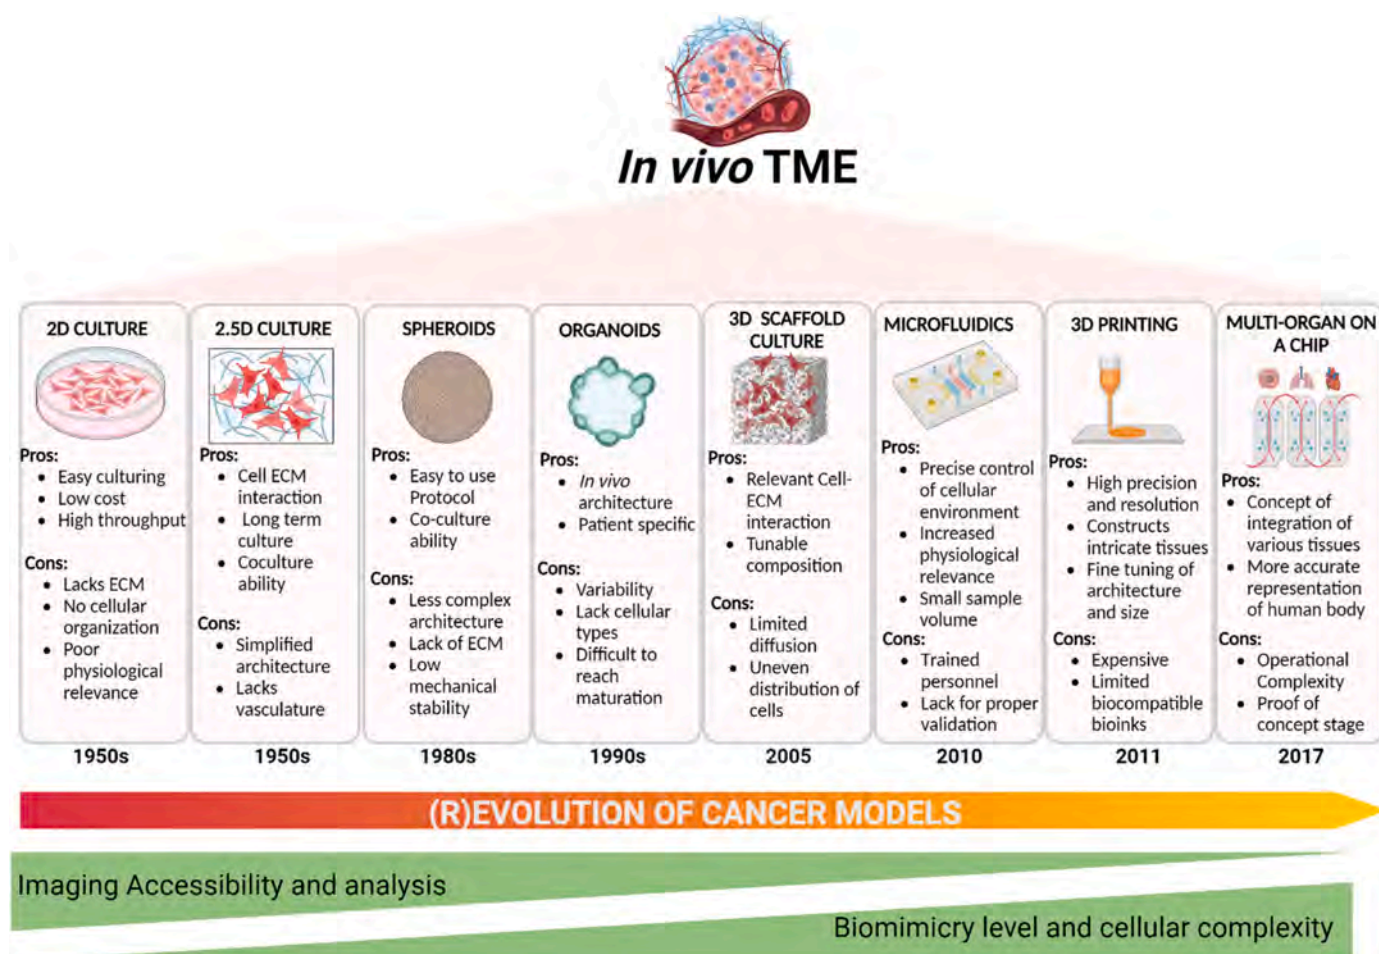 In vivo TME
2D CULTURE
Pros:
• Easy culturing
• Low cost
• High throughput
Cons:
• Lacks ECM
• No cellular
organization
• Poor
physiological
relevance
1950s
2.5D CULTURE
Pros:
• Cell ECM
interaction
• Long term
culture
• Coculture
ability
Cons:
• Simplified
architecture
• Lacks
vasculature
1950s
SPHEROIDS
Pros:
• Easy to use
Protocol
• Co-culture
ability
Cons:
• Less complex
architecture
• Lack of ECM
• Low
mechanical
stability
1980s
ORGANOIDS
Pros:
• In vivo
architecture
• Patient specific
Cons:
• Variability
• Lack cellular
types
• Difficult to
reach
maturation
1990s
3D SCAFFOLD
CULTURE
Pros:
• Relevant Cell-
ECM
interaction
• Tunable
composition
Cons:
• Limited
diffusion
• Uneven
distribution of
cells
2005
MICROFLUIDICS
Pros:
• Precise control
of cellular
environment
• Increased
physiological
relevance
• Small sample
volume
Cons:
• Trained
personnel
• Lack for proper
validation
2010
3D PRINTING
Pros:
• High precision
and resolution
• Constructs
intricate tissues
• Fine tuning of
architecture
and size
Cons:
• Expensive
• Limited
biocompatible
bioinks
2011
MULTI-ORGAN ON
A CHIP
Pros:
• Concept of
integration of
various tissues
• More accurate
representation
of human body
Cons:
• Operational
Complexity
• Proof of
concept stage
2017
(R)EVOLUTION OF CANCER MODELS
Imaging Accessibility and analysis
Biomimicry level and cellular complexity